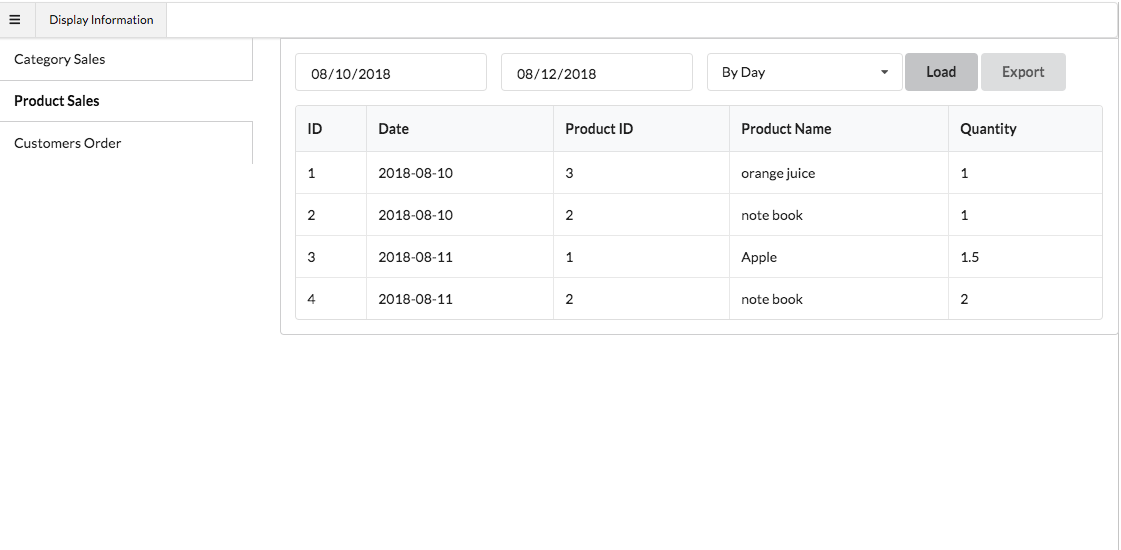 Display Information
Category Sales
Product Sales
Customers Order
08/10/2018 08/12/2018 By Day Load Export
ID Date Product ID Product Name Quantity
1 2018-08-10 3 orange juice 1
2 2018-08-10 2 note book 1
3 2018-08-11 1 Apple 1.5
4 2018-08-11 2 note book 2